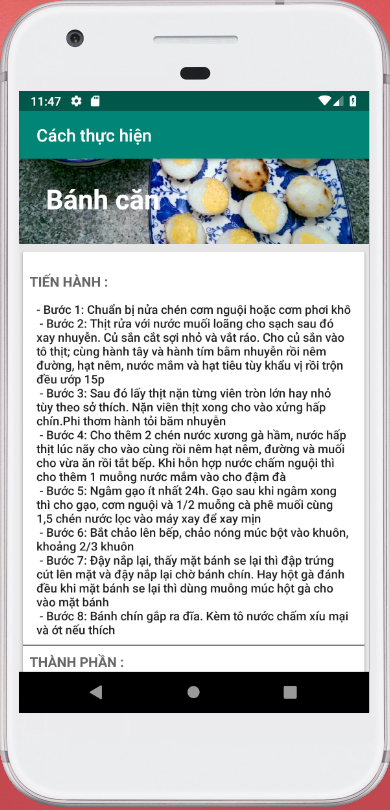 11:47
Cách thực hiện
Bánh căn
TIẾN HÀNH :
- Bước 1: Chuẩn bị nửa chén cơm nguội hoặc cơm phơi khô
- Bước 2: Thịt rửa với nước muối loãng cho sạch sau đó
xay nhuyễn. Củ sắn cắt sợi nhỏ và vắt ráo. Cho củ sắn vào
tô thịt; cùng hành tây và hành tím bằm nhuyễn rồi nêm
đường, hạt nêm, nước mắm và hạt tiêu tùy khẩu vị rồi trộn
đều ướp 15p
- Bước 3: Sau đó lấy thịt nặn từng viên tròn lớn hay nhỏ
tùy theo sở thích. Nặn viên thịt xong cho vào xửng hấp
chín.Phi thơm hành tỏi băm nhuyễn
- Bước 4: Cho thêm 2 chén nước xương gà hầm, nước hấp
thịt lúc nãy cho vào cùng rồi nêm hạt nêm, đường và muối
cho vừa ăn rồi tắt bếp. Khi hỗn hợp nước chấm nguội thì
cho thêm 1 muỗng nước mắm vào cho đậm đà
- Bước 5: Ngâm gạo ít nhất 24h. Gạo sau khi ngâm xong
thì cho gạo, cơm nguội và 1/2 muỗng cà phê muối cùng
1,5 chén nước lọc vào máy xay để xay mịn
- Bước 6: Bắt chảo lên bếp, chảo nóng múc bột vào khuôn,
khoảng 2/3 khuôn
- Bước 7: Đậy nắp lại, thấy mặt bánh se lại thì đập trứng
cút lên mặt và đậy nắp lại chờ bánh chín. Hay hột gà đánh
đều khi mặt bánh se lại thì dùng muỗng múc hột gà cho
vào mặt bánh
- Bước 8: Bánh chín gắp ra đĩa. Kèm tô nước chấm xíu mại
và ớt nếu thích
THÀNH PHẦN :